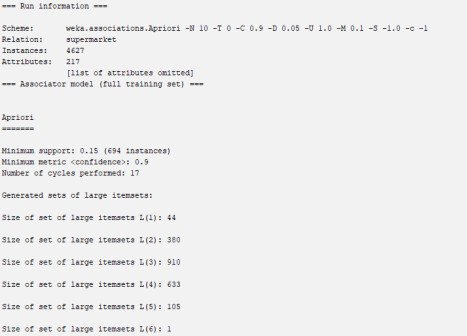 === Run information ===
Scheme: weka.associations.Apriori -N 10 -T 0 -C 0.9 -D 0.05 -U 1.0 -M 0.1 -S -1.0 -c -1
Relation: supermarket
Instances: 4627
Attributes: 217
[list of attributes omitted]
=== Associator model (full training set) ===
Apriori
=======
Minimum support: 0.15 (694 instances)
Minimum metric <confidence>: 0.9
Number of cycles performed: 17
Generated sets of large itemsets:
Size of set of large itemsets L(1): 44
Size of set of large itemsets L(2): 380
Size of set of large itemsets L(3): 910
Size of set of large itemsets L(4): 633
Size of set of large itemsets L(5): 105
Size of set of large itemsets L(6): 1